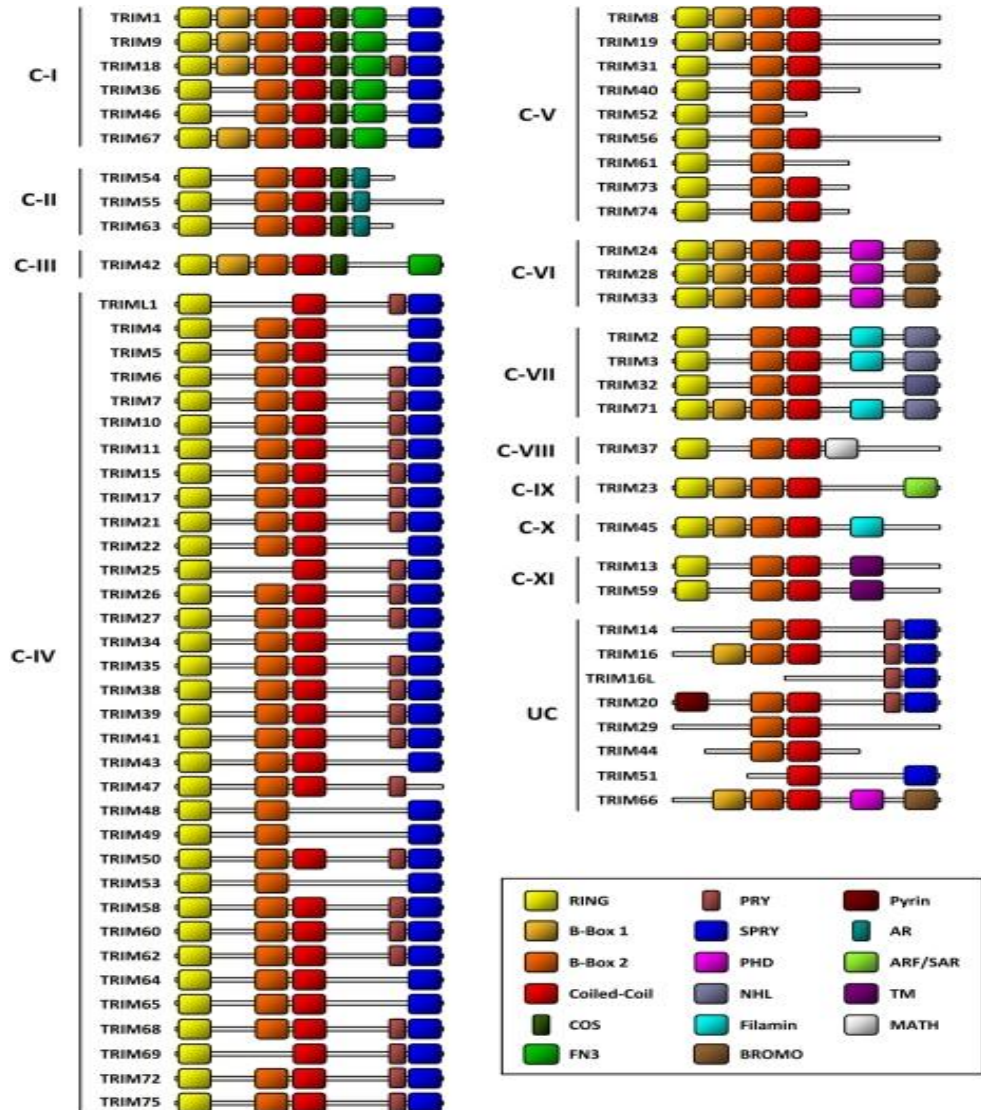 C-I
TRIM1
TRIM9
TRIM18
TRIM36
TRIM46
TRIM67
C-II
TRIM54
TRIM55
TRIM63
C-III
TRIM42
C-IV
TRIML1
TRIM4
TRIM5
TRIM6
TRIM7
TRIM10
TRIM11
TRIM15
TRIM17
TRIM21
TRIM22
TRIM25
TRIM26
TRIM27
TRIM34
TRIM35
TRIM38
TRIM39
TRIM41
TRIM43
TRIM47
TRIM48
TRIM49
TRIM50
TRIM53
TRIM58
TRIM60
TRIM62
TRIM64
TRIM65
TRIM68
TRIM69
TRIM72
TRIM75
C-V
TRIM8
TRIM19
TRIM31
TRIM40
TRIM52
TRIM56
TRIM61
TRIM73
TRIM74
C-VI
TRIM24
TRIM28
TRIM33
C-VII
TRIM2
TRIM3
TRIM32
TRIM71
C-VIII
TRIM37
C-IX
TRIM23
C-X
TRIM45
C-XI
TRIM13
TRIM59
UC
TRIM14
TRIM16
TRIM16L
TRIM20
TRIM29
TRIM44
TRIM51
TRIM66
RING
B-Box 1
B-Box 2
Coiled-Coil
COS
FN3
PRY
SPRY
PHD
NHL
Filamin
BROMO
Pyrin
AR
ARF/SAR
TM
MATH